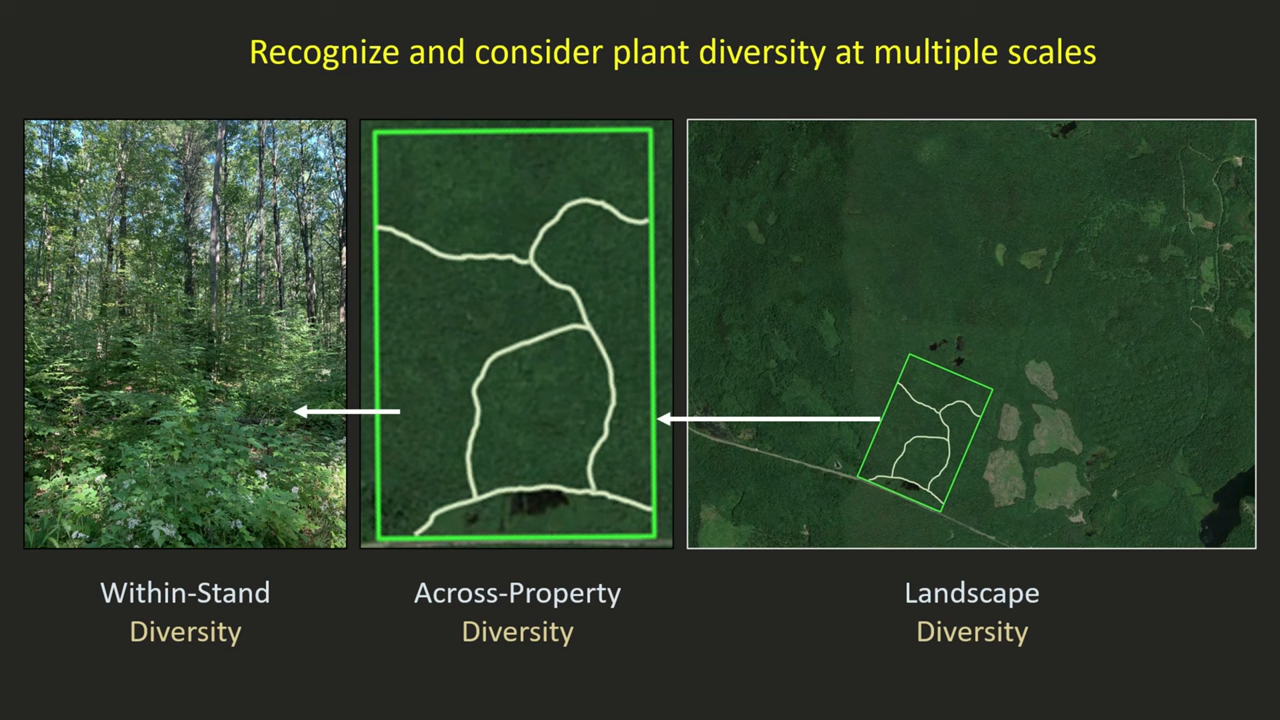 Recognize and consider plant diversity at multiple scales
Within-Stand
Diversity
Across-Property
Diversity
Landscape
Diversity